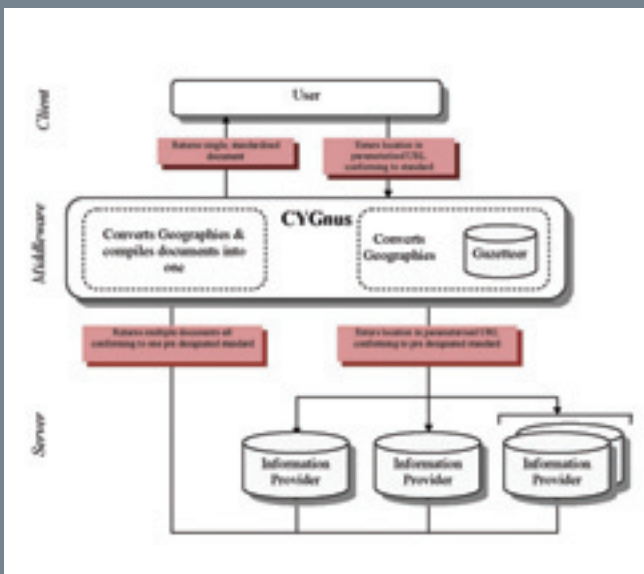 Client
User
Returns single, standardised
document
Enters location in
parameterised URL
conforming to standard
Middleware
CYGnus
Converts Geographies &
compiles documents into
one
Converts
Geographies
Gazetteer
Returns multiple documents all
conforming to one pre designated standard
Enters location in parameterised URL
conforming to pre designated standard
Server
Information
Provider
Information
Provider
Information
Provider